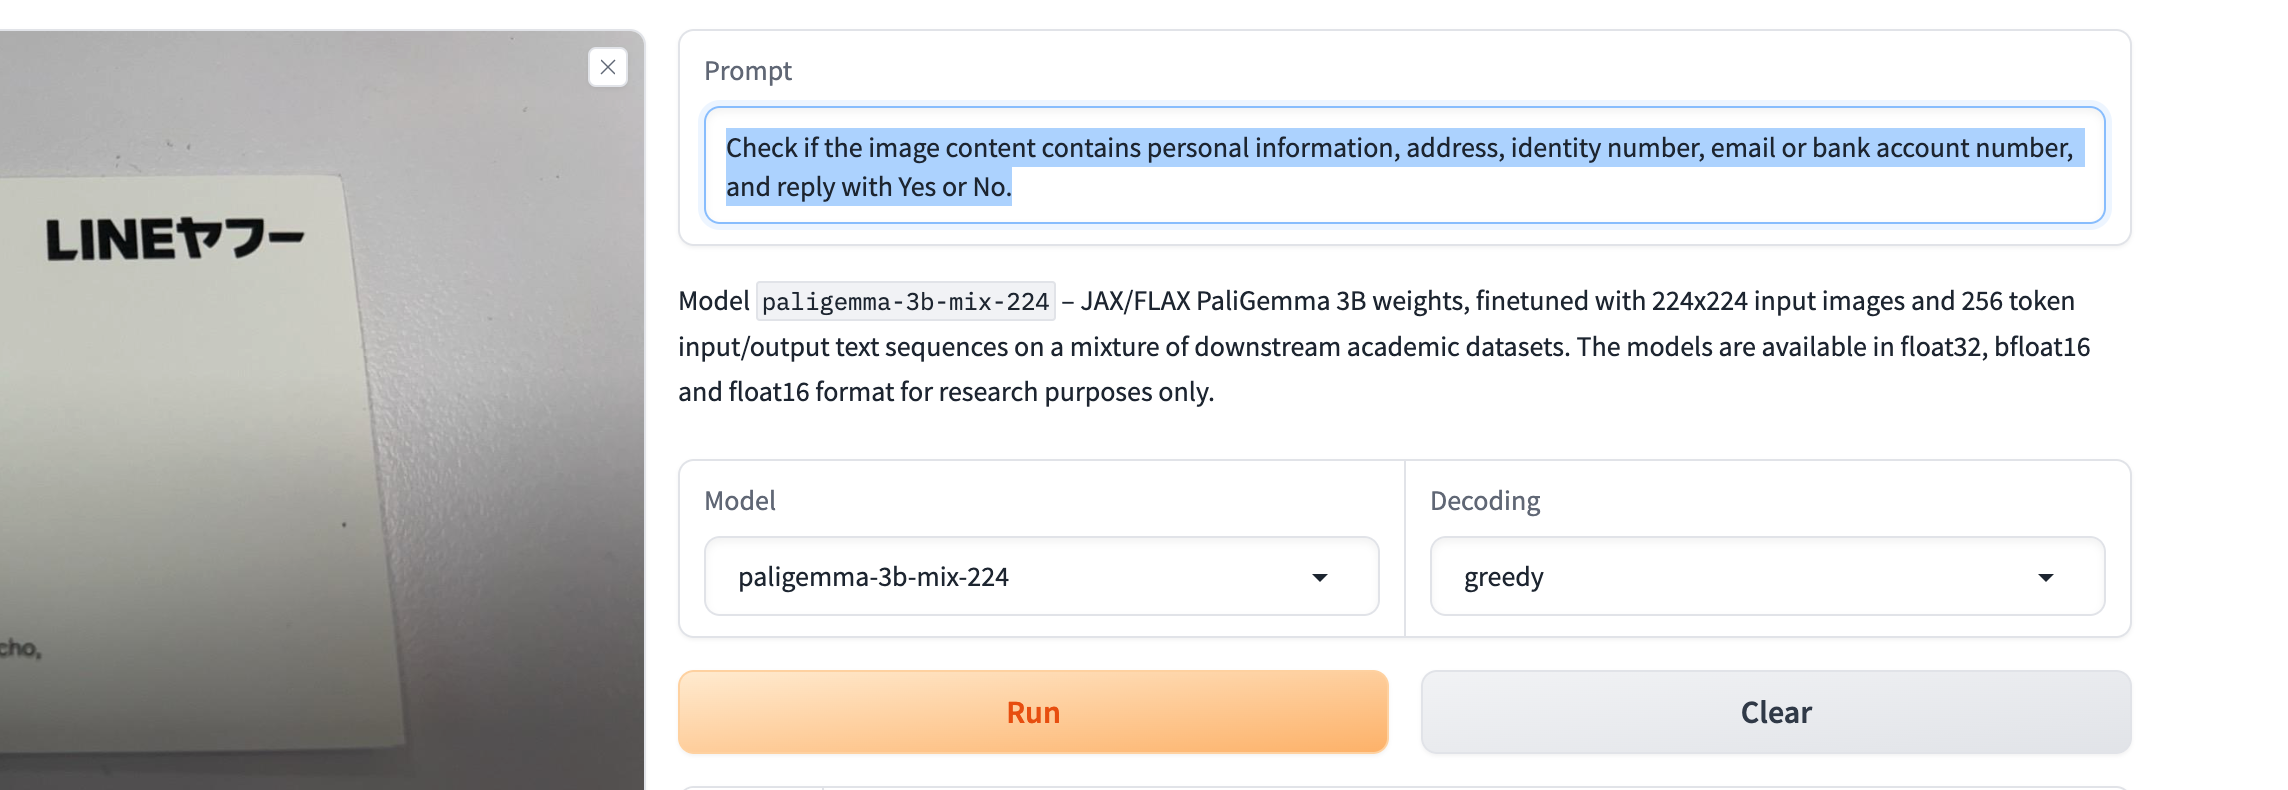 LINEヤフー
cho,
Prompt
Check if the image content contains personal information, address, identity number, email or bank account number,
and reply with Yes or No.
Model paligemma-3b-mix-224 – JAX/FLAX PaliGemma 3B weights, finetuned with 224x224 input images and 256 token
input/output text sequences on a mixture of downstream academic datasets. The models are available in float32, bfloat16
and float16 format for research purposes only.
Model
Decoding
paligemma-3b-mix-224
greedy
Run
Clear